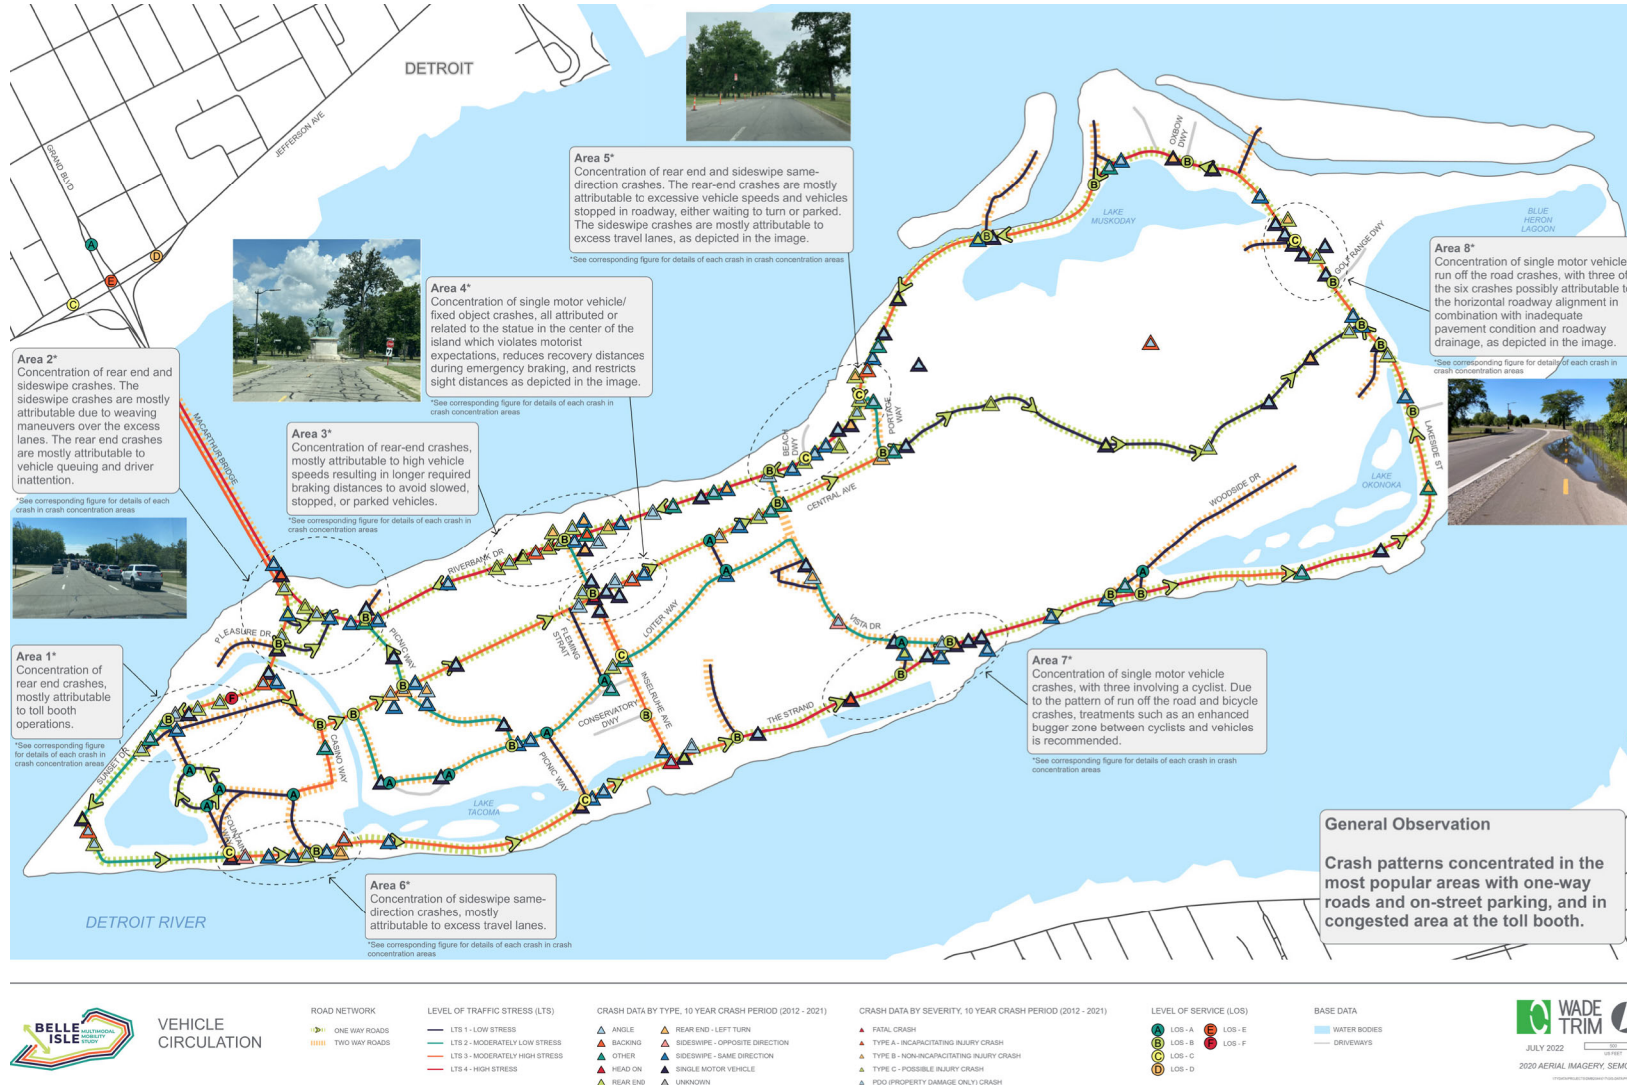 DETROIT
JEFFERSON AVE
GRAND BLVD
A
D
E
C
Area 5*
Concentration of rear end and sideswipe same-
direction crashes. The rear-end crashes are mostly
attributable to excessive vehicle speeds and vehicles
stopped in roadway, either waiting to turn or parked.
The sideswipe crashes are mostly attributable to
excess travel lanes, as depicted in the image.
*See corresponding figure for details of each crash in crash concentration areas
OXBOW
DWY
LAKE
MUSKODAY
BLUE
HERON
LAGOON
GOLF RANGE DWY
Area 8*
Concentration of single motor vehicle
run off the road crashes, with three of
the six crashes possibly attributable to
the horizontal roadway alignment in
combination with inadequate
pavement condition and roadway
drainage, as depicted in the image.
*See corresponding figure for details of each crash in
crash concentration areas
Area 4*
Concentration of single motor vehicle/
fixed object crashes, all attributed or
related to the statue in the center of the
island which violates motorist
expectations, reduces recovery distances
during emergency braking, and restricts
sight distances as depicted in the image.
*See corresponding figure for details of each crash in
crash concentration areas
Area 2*
Concentration of rear end and
sideswipe crashes. The
sideswipe crashes are mostly
attributable due to weaving
maneuvers over the excess
lanes. The rear end crashes
are mostly attributable to
vehicle queuing and driver
inattention.
*See corresponding figure for details of each
crash in crash concentration areas
MACARTHUR BRIDGE
Area 3*
Concentration of rear-end crashes,
mostly attributable to high vehicle
speeds resulting in longer required
braking distances to avoid slowed,
stopped, or parked vehicles.
*See corresponding figure for details of each crash in
crash concentration areas
BEACH
DWY
PORTAGE
WAY
CENTRAL AVE
LAKESIDE ST
LAKE
OKONOKA
WOODSIDE DR
RIVERBANK DR
PLEASURE DR
PICNIC WAY
FLEMING
STRAIT
LOITER WAY
VISTA DR
INSELRUHE AVE
CONSERVATORY
DWY
THE STRAND
Area 1*
Concentration of
rear end crashes,
mostly attributable
to toll booth
operations.
*See corresponding figure
for details of each crash in
crash concentration areas
SUNSET DR
CASINO WAY
PICNIC WAY
FOUNTAIN
WAY
LAKE
TACOMA
Area 7*
Concentration of single motor vehicle
crashes, with three involving a cyclist. Due
to the pattern of run off the road and bicycle
crashes, treatments such as an enhanced
bugger zone between cyclists and vehicles
is recommended.
*See corresponding figure for details of each crash in crash
concentration areas
Area 6*
Concentration of sideswipe same-
direction crashes, mostly
attributable to excess travel lanes.
*See corresponding figure for details of each crash in crash
concentration areas
DETROIT RIVER
General Observation
Crash patterns concentrated in the
most popular areas with one-way
roads and on-street parking, and in
congested area at the toll booth.
BELLE
ISLE
MULTIMODAL
MOBILITY
STUDY
VEHICLE
CIRCULATION
ROAD NETWORK
ONE WAY ROADS
TWO WAY ROADS
LEVEL OF TRAFFIC STRESS (LTS)
LTS 1 - LOW STRESS
LTS 2 - MODERATELY LOW STRESS
LTS 3 - MODERATELY HIGH STRESS
LTS 4 - HIGH STRESS
CRASH DATA BY TYPE, 10 YEAR CRASH PERIOD (2012 - 2021)
ANGLE
BACKING
OTHER
HEAD ON
REAR END
REAR END - LEFT TURN
SIDESWIPE - OPPOSITE DIRECTION
SIDESWIPE - SAME DIRECTION
SINGLE MOTOR VEHICLE
UNKNOWN
CRASH DATA BY SEVERITY, 10 YEAR CRASH PERIOD (2012 - 2021)
FATAL CRASH
TYPE A - INCAPACITATING INJURY CRASH
TYPE B - NON-INCAPACITATING INJURY CRASH
TYPE C - POSSIBLE INJURY CRASH
PDO (PROPERTY DAMAGE ONLY) CRASH
LEVEL OF SERVICE (LOS)
A LOS - A
B LOS - B
C LOS - C
D LOS - D
E LOS - E
F LOS - F
BASE DATA
WATER BODIES
DRIVEWAYS
WADE
TRIM
JULY 2022
2020 AERIAL IMAGERY, SEMC